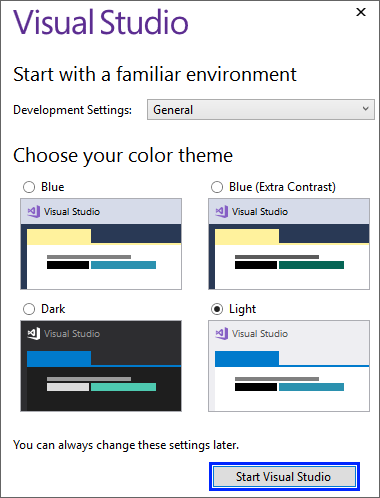 Visual Studio
Start with a familiar environment
Development Settings: General
Choose your color theme
Blue
Blue (Extra Contrast)
Visual Studio
Visual Studio
Dark
Light
Visual Studio
Visual Studio
You can always change these settings later.
Start Visual Studio